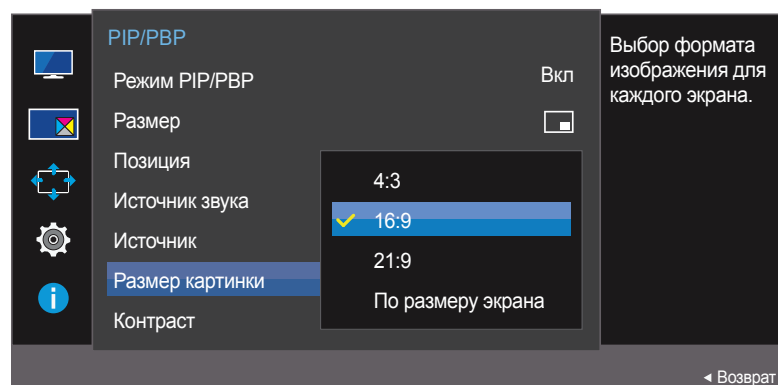 PIP/PBP
Режим PIP/PBP
Вкл
Размер
Позиция
Источник звука
Источник
Размер картинки
Контраст
4:3
16:9
21:9
По размеру экрана
Выбор формата
изображения для
каждого экрана.
Возврат